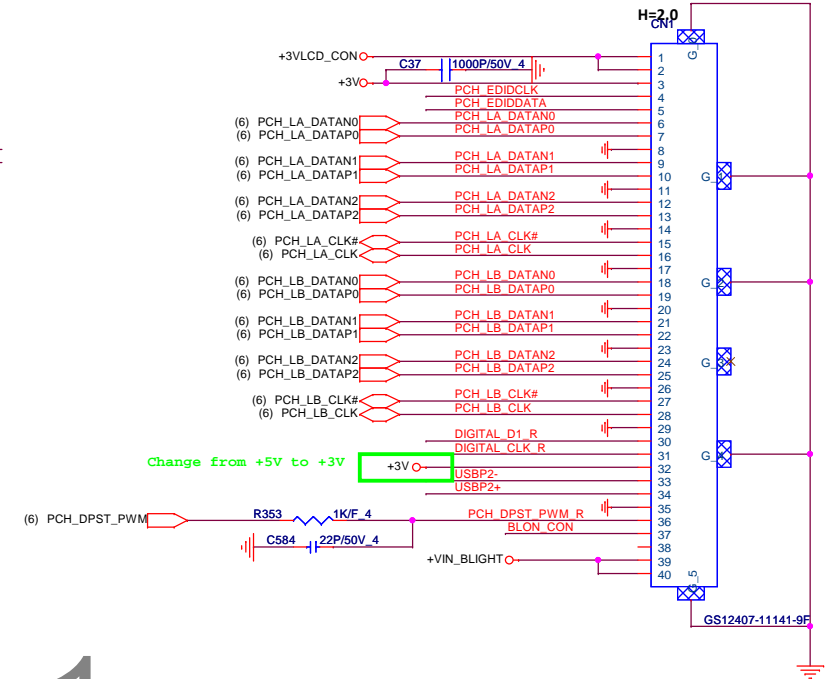 H=2.0
CN1
G_0
+3VLCD_CON
1
C37 1000P/50V_4
2
+3V
3
PCH_EDIDCLK
4
PCH_EDIDDATA
5
(6) PCH_LA_DATAN0 PCH_LA_DATAN0
6
(6) PCH_LA_DATAP0 PCH_LA_DATAP0
7
8
(6) PCH_LA_DATAN1 PCH_LA_DATAN1
9
(6) PCH_LA_DATAP1 PCH_LA_DATAP1
10 G_1
11
(6) PCH_LA_DATAN2 PCH_LA_DATAN2
12
(6) PCH_LA_DATAP2 PCH_LA_DATAP2
13
14
(6) PCH_LA_CLK# PCH_LA_CLK#
15
(6) PCH_LA_CLK PCH_LA_CLK
16
17
(6) PCH_LB_DATAN0 PCH_LB_DATAN0
18 G_2
(6) PCH_LB_DATAP0 PCH_LB_DATAP0
19
20
(6) PCH_LB_DATAN1 PCH_LB_DATAN1
21
(6) PCH_LB_DATAP1 PCH_LB_DATAP1
22
23
(6) PCH_LB_DATAN2 PCH_LB_DATAN2
24 G_3
(6) PCH_LB_DATAP2 PCH_LB_DATAP2
25
26
(6) PCH_LB_CLK# PCH_LB_CLK#
27
(6) PCH_LB_CLK PCH_LB_CLK
28
29
DIGITAL_D1_R
30
DIGITAL_CLK_R
31 G_4
Change from +5V to +3V +3V
32
USBP2-
33
USBP2+
34
35
(6) PCH_DPST_PWM R353 1K/F_4 PCH_DPST_PWM_R
36
BLON_CON
37
C584 22P/50V_4
38
+VIN_BLIGHT
39
40
G_5
GS12407-11141-9F